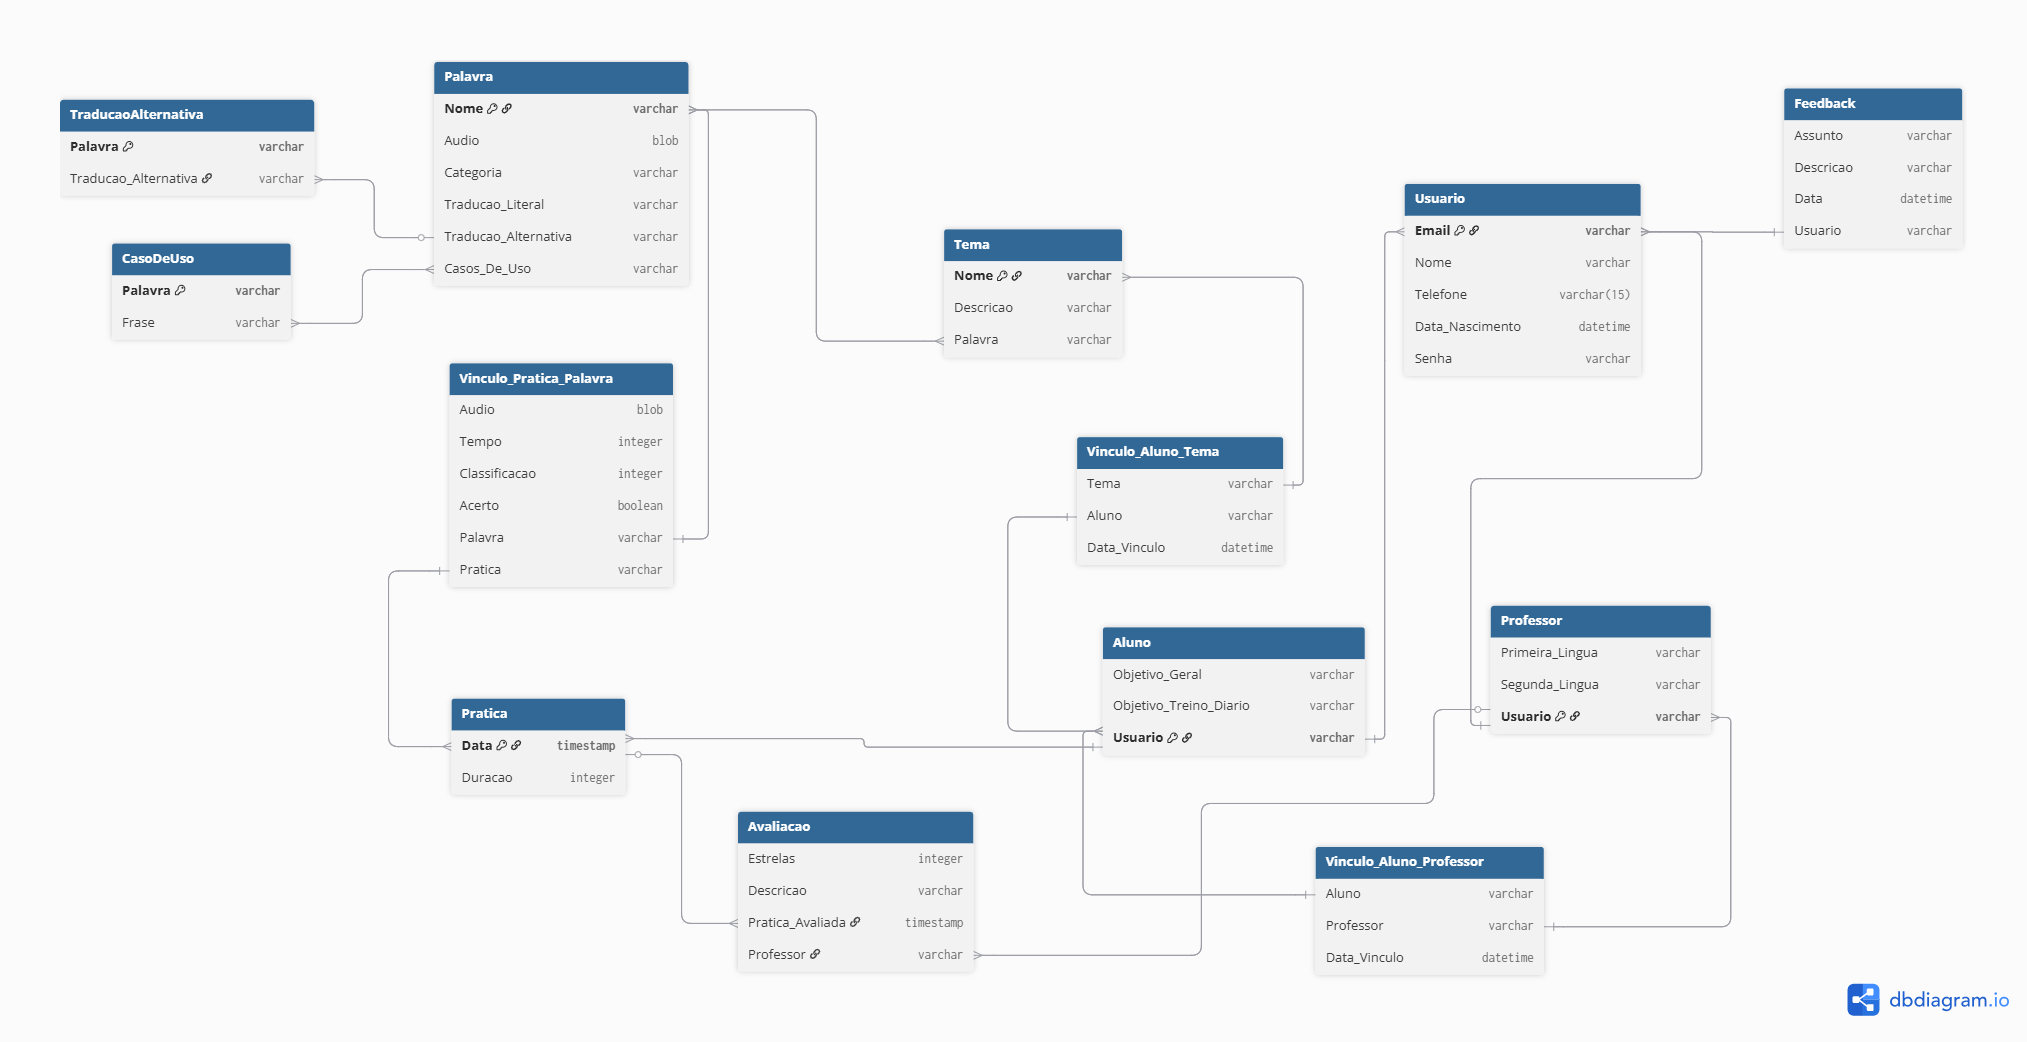 Palavra
Nome varchar
Audio blob
Categoria varchar
Traducao_Literal varchar
Traducao_Alternativa varchar
Casos_De_Uso varchar
TraducaoAlternativa
Palavra varchar
Traducao_Alternativa varchar
CasoDeUso
Palavra varchar
Frase varchar
Vinculo_Pratica_Palavra
Audio blob
Tempo integer
Classificacao integer
Acerto boolean
Palavra varchar
Pratica varchar
Tema
Nome varchar
Descricao varchar
Palavra varchar
Usuario
Email varchar
Nome varchar
Telefone varchar(15)
Data_Nascimento datetime
Senha varchar
Feedback
Assunto varchar
Descricao varchar
Data datetime
Usuario varchar
Vinculo_Aluno_Tema
Tema varchar
Aluno varchar
Data_Vinculo datetime
Aluno
Objetivo_Geral varchar
Objetivo_Treino_Diario varchar
Usuario varchar
Professor
Primeira_Lingua varchar
Segunda_Lingua varchar
Usuario varchar
Pratica
Data timestamp
Duracao integer
Avaliacao
Estrelas integer
Descricao varchar
Pratica_Avaliada timestamp
Professor varchar
Vinculo_Aluno_Professor
Aluno varchar
Professor varchar
Data_Vinculo datetime
dbdiagram.io